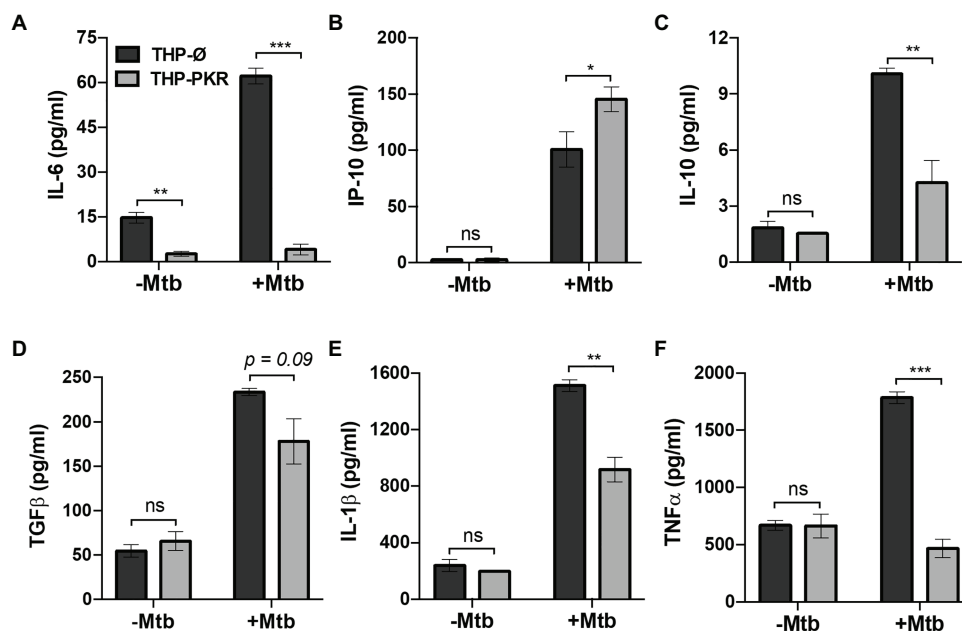 A
IL-6 (pg/ml)
75
60
45
30
15
0
THP-Ø
THP-PKR
**
***
-Mtb
+Mtb
B
IP-10 (pg/ml)
200
150
100
50
0
ns
*
-Mtb
+Mtb
C
IL-10 (pg/ml)
12
9
6
3
0
ns
**
-Mtb
+Mtb
D
TGFβ (pg/ml)
250
200
150
100
50
0
ns
p = 0.09
-Mtb
+Mtb
E
IL-1β (pg/ml)
1600
1200
800
400
0
ns
**
-Mtb
+Mtb
F
TNFα (pg/ml)
2000
1500
1000
500
0
ns
***
-Mtb
+Mtb